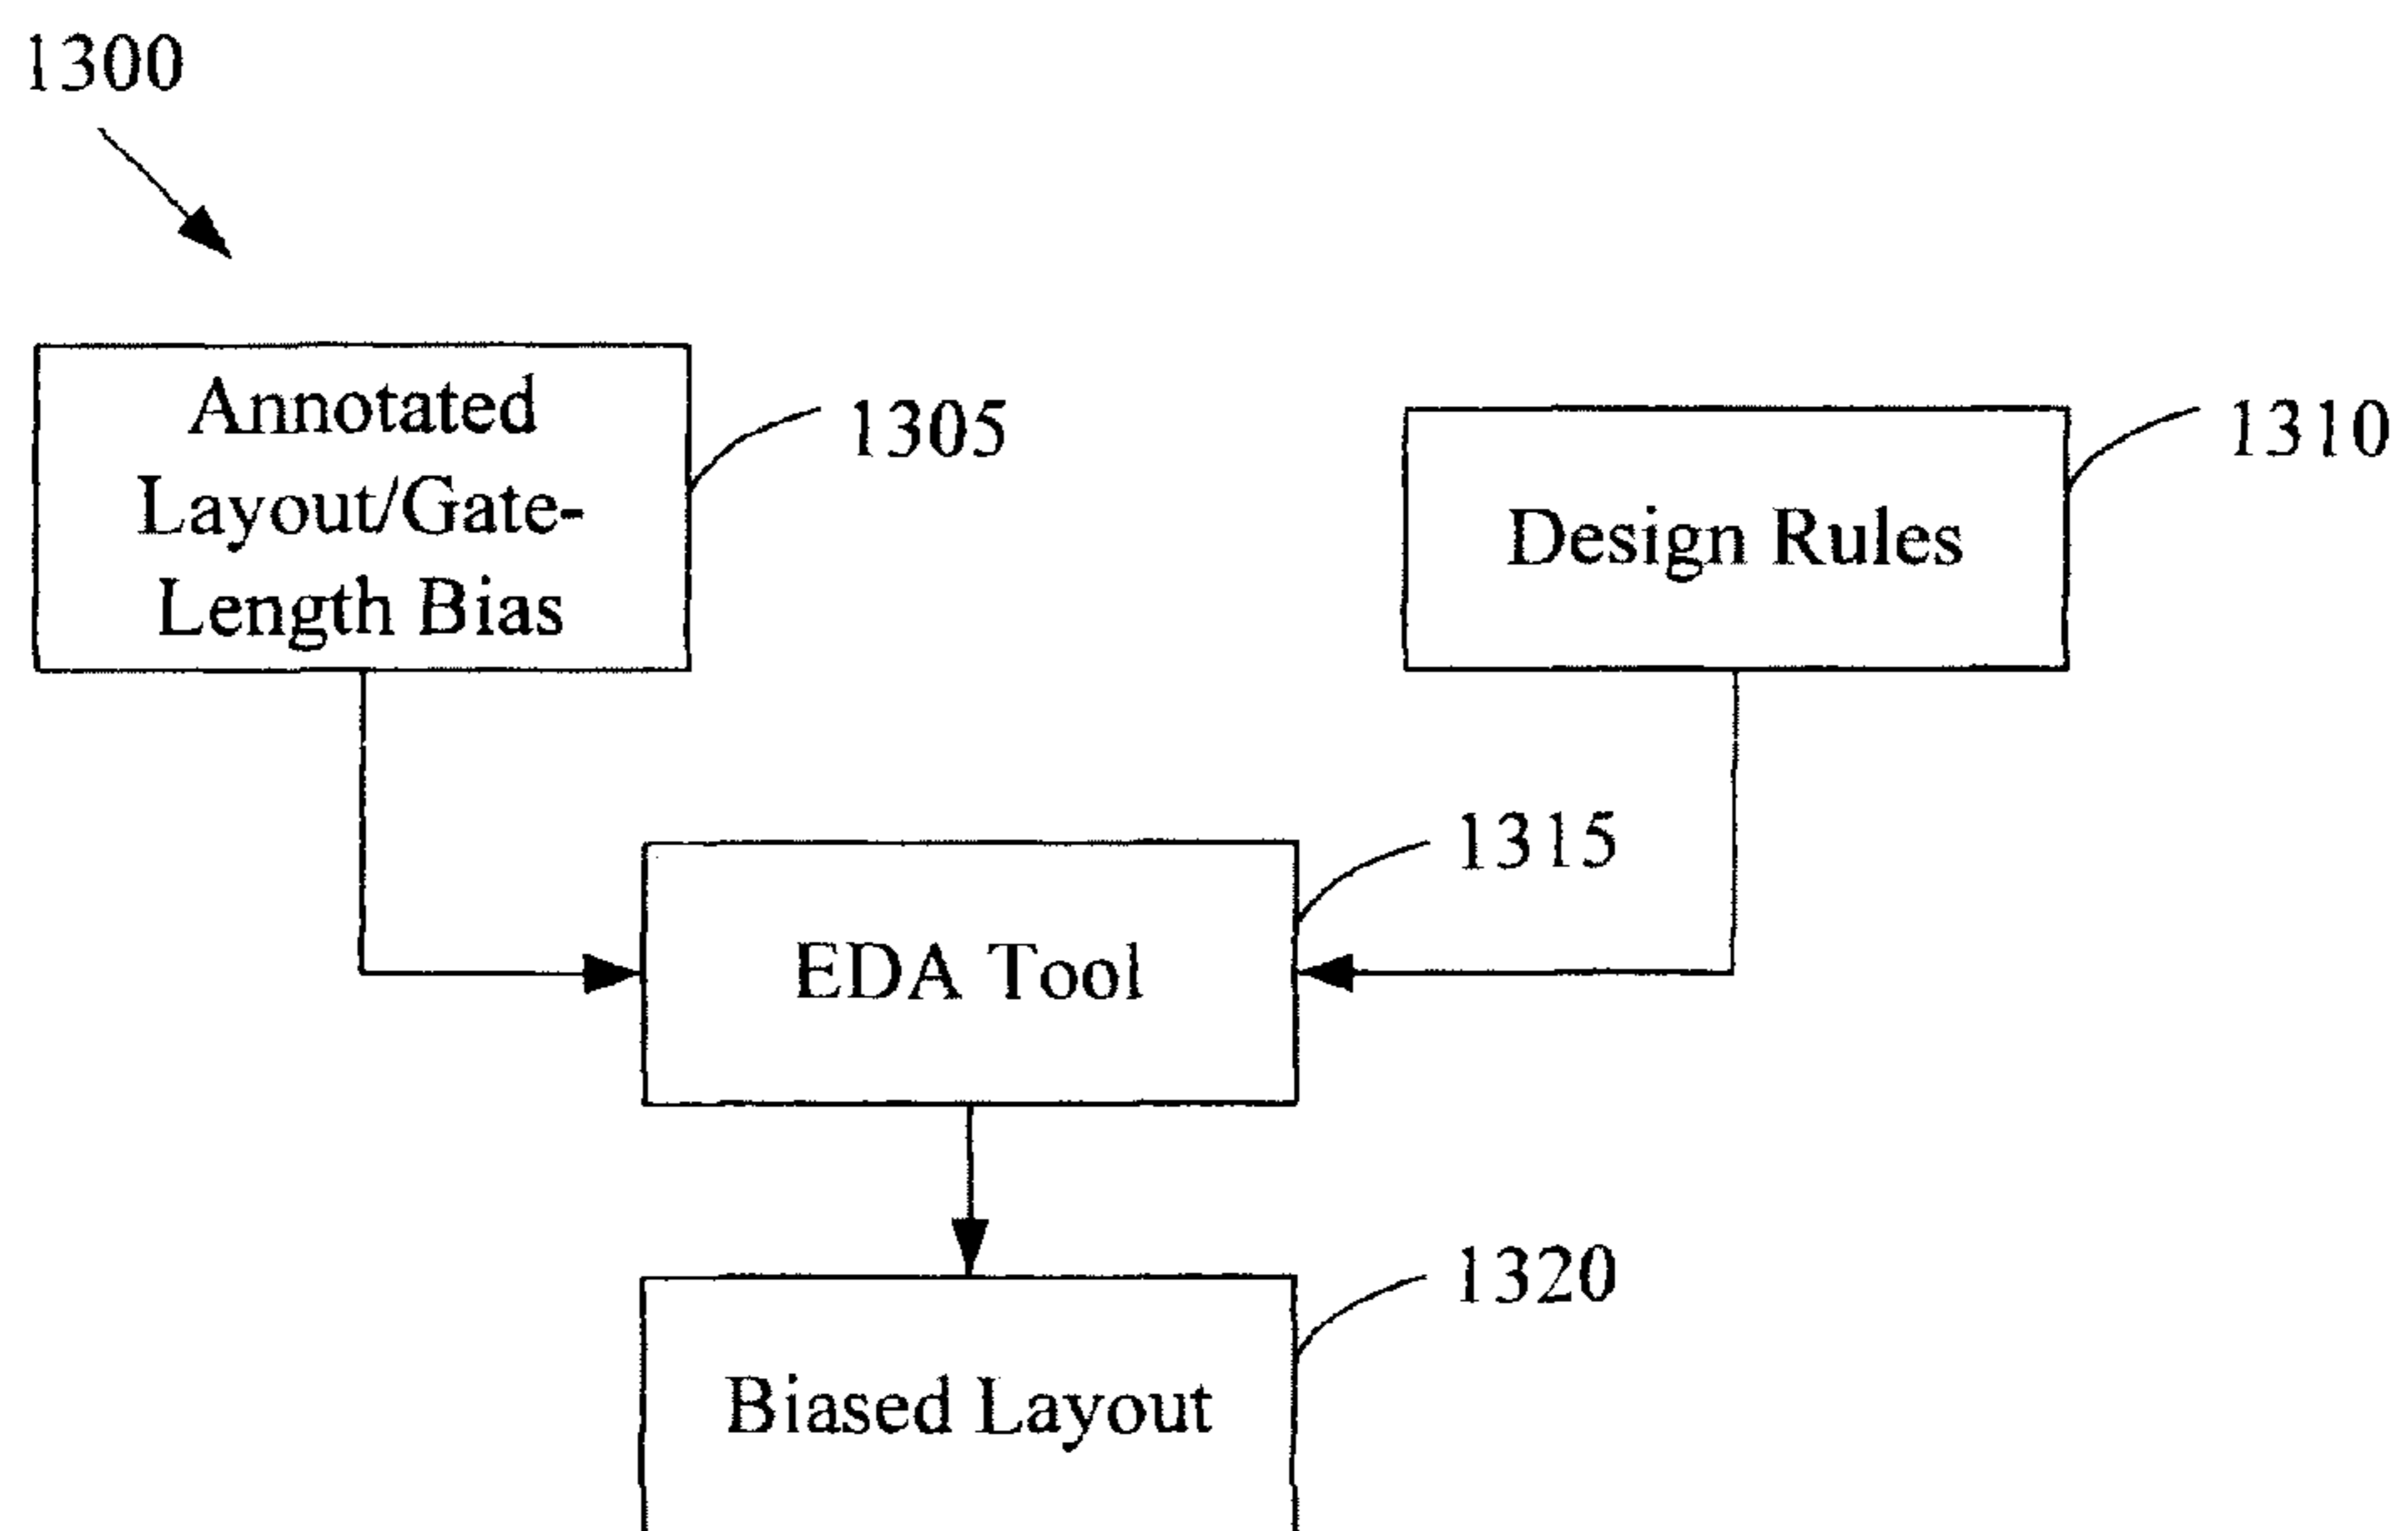 1300
Annotated
Layout/Gate-
Length Bias
1305
Design Rules
1310
EDA Tool
1315
Biased Layout
1320